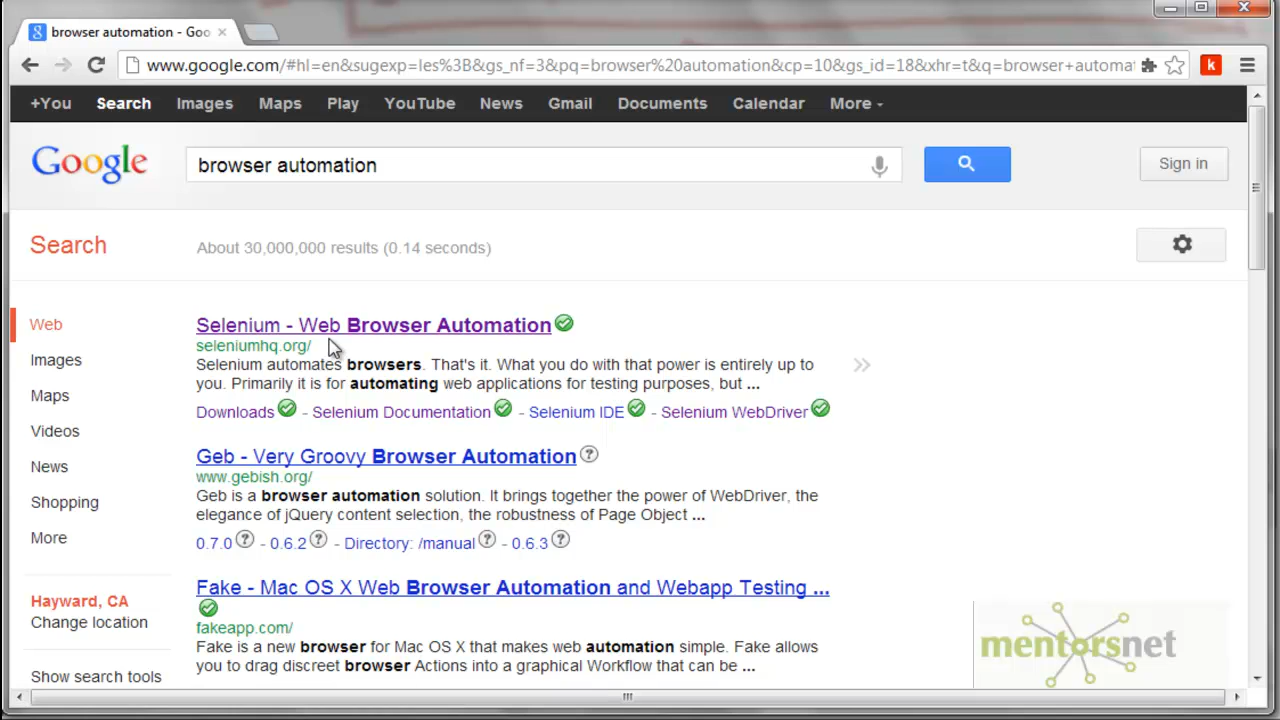 browser automation - Goo
www.google.com/#hl=en&sugexp=les%3B&gs_nf=3&pq=browser%20automation&cp=10&gs_id=18&xhr=t&q=browser+automat
k
+You Search Images Maps Play YouTube News Gmail Documents Calendar More
Google
browser automation
Sign in
Search
About 30,000,000 results (0.14 seconds)
Web
Images
Maps
Videos
News
Shopping
More
Hayward, CA
Change location
Show search tools
Selenium - Web Browser Automation
seleniumhq.org/
Selenium automates browsers. That's it. What you do with that power is entirely up to
you. Primarily it is for automating web applications for testing purposes, but ...
Downloads - Selenium Documentation - Selenium IDE - Selenium WebDriver
Geb - Very Groovy Browser Automation
www.gebish.org/
Geb is a browser automation solution. It brings together the power of WebDriver, the
elegance of jQuery content selection, the robustness of Page Object ...
0.7.0 - 0.6.2 - Directory: /manual - 0.6.3
Fake - Mac OS X Web Browser Automation and Webapp Testing ...
fakeapp.com/
Fake is a new browser for Mac OS X that makes web automation simple. Fake allows
you to drag discreet browser Actions into a graphical Workflow that can be ...
mentorsnet